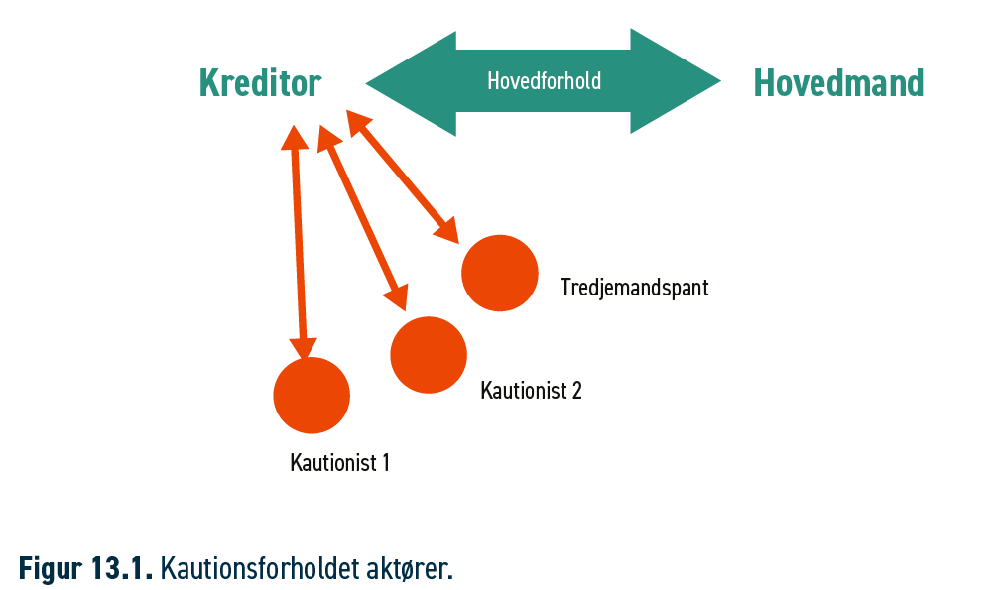 Kreditor
Hovedforhold
Hovedmand
Tredjemandspant
Kautionist 2
Kautionist 1
Figur 13.1. Kautionsforholdet aktører.